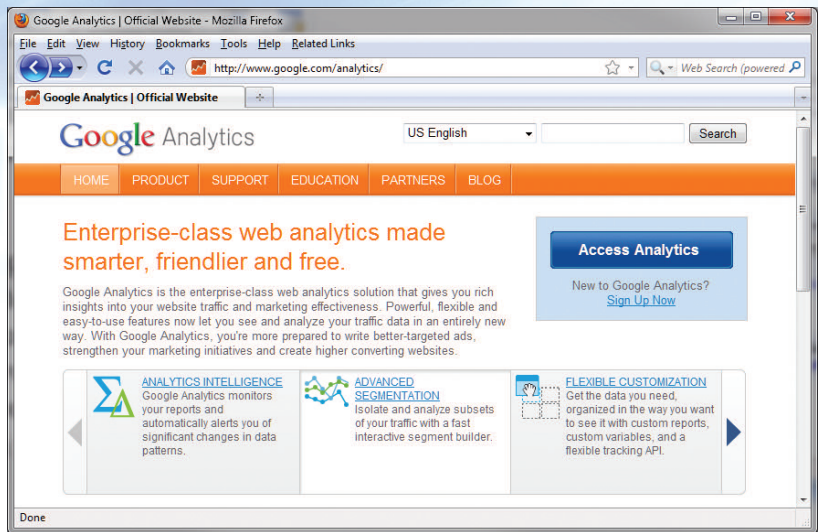 Google Analytics | Official Website - Mozilla Firefox
File Edit View History Bookmarks Tools Help Related Links
http://www.google.com/analytics/
Web Search (powered
Google Analytics | Official Website
Google Analytics
US English
Search
HOME PRODUCT SUPPORT EDUCATION PARTNERS BLOG
Enterprise-class web analytics made
smarter, friendlier and free.
Google Analytics is the enterprise-class web analytics solution that gives you rich
insights into your website traffic and marketing effectiveness. Powerful, flexible and
easy-to-use features now let you see and analyze your traffic data in an entirely new
way. With Google Analytics, you're more prepared to write better-targeted ads,
strengthen your marketing initiatives and create higher converting websites.
Access Analytics
New to Google Analytics?
Sign Up Now
ANALYTICS INTELLIGENCE
Google Analytics monitors
your reports and
automatically alerts you of
significant changes in data
patterns.
ADVANCED
SEGMENTATION
Isolate and analyze subsets
of your traffic with a fast
interactive segment builder.
FLEXIBLE CUSTOMIZATION
Get the data you need,
organized in the way you want
to see it with custom reports,
custom variables, and a
flexible tracking API.
Done